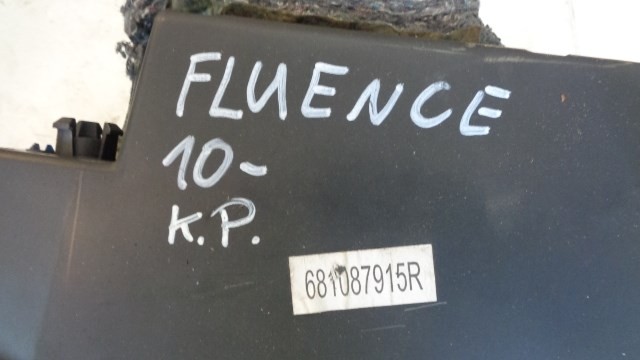 FLUENCE
10-
K.P.
681087915R